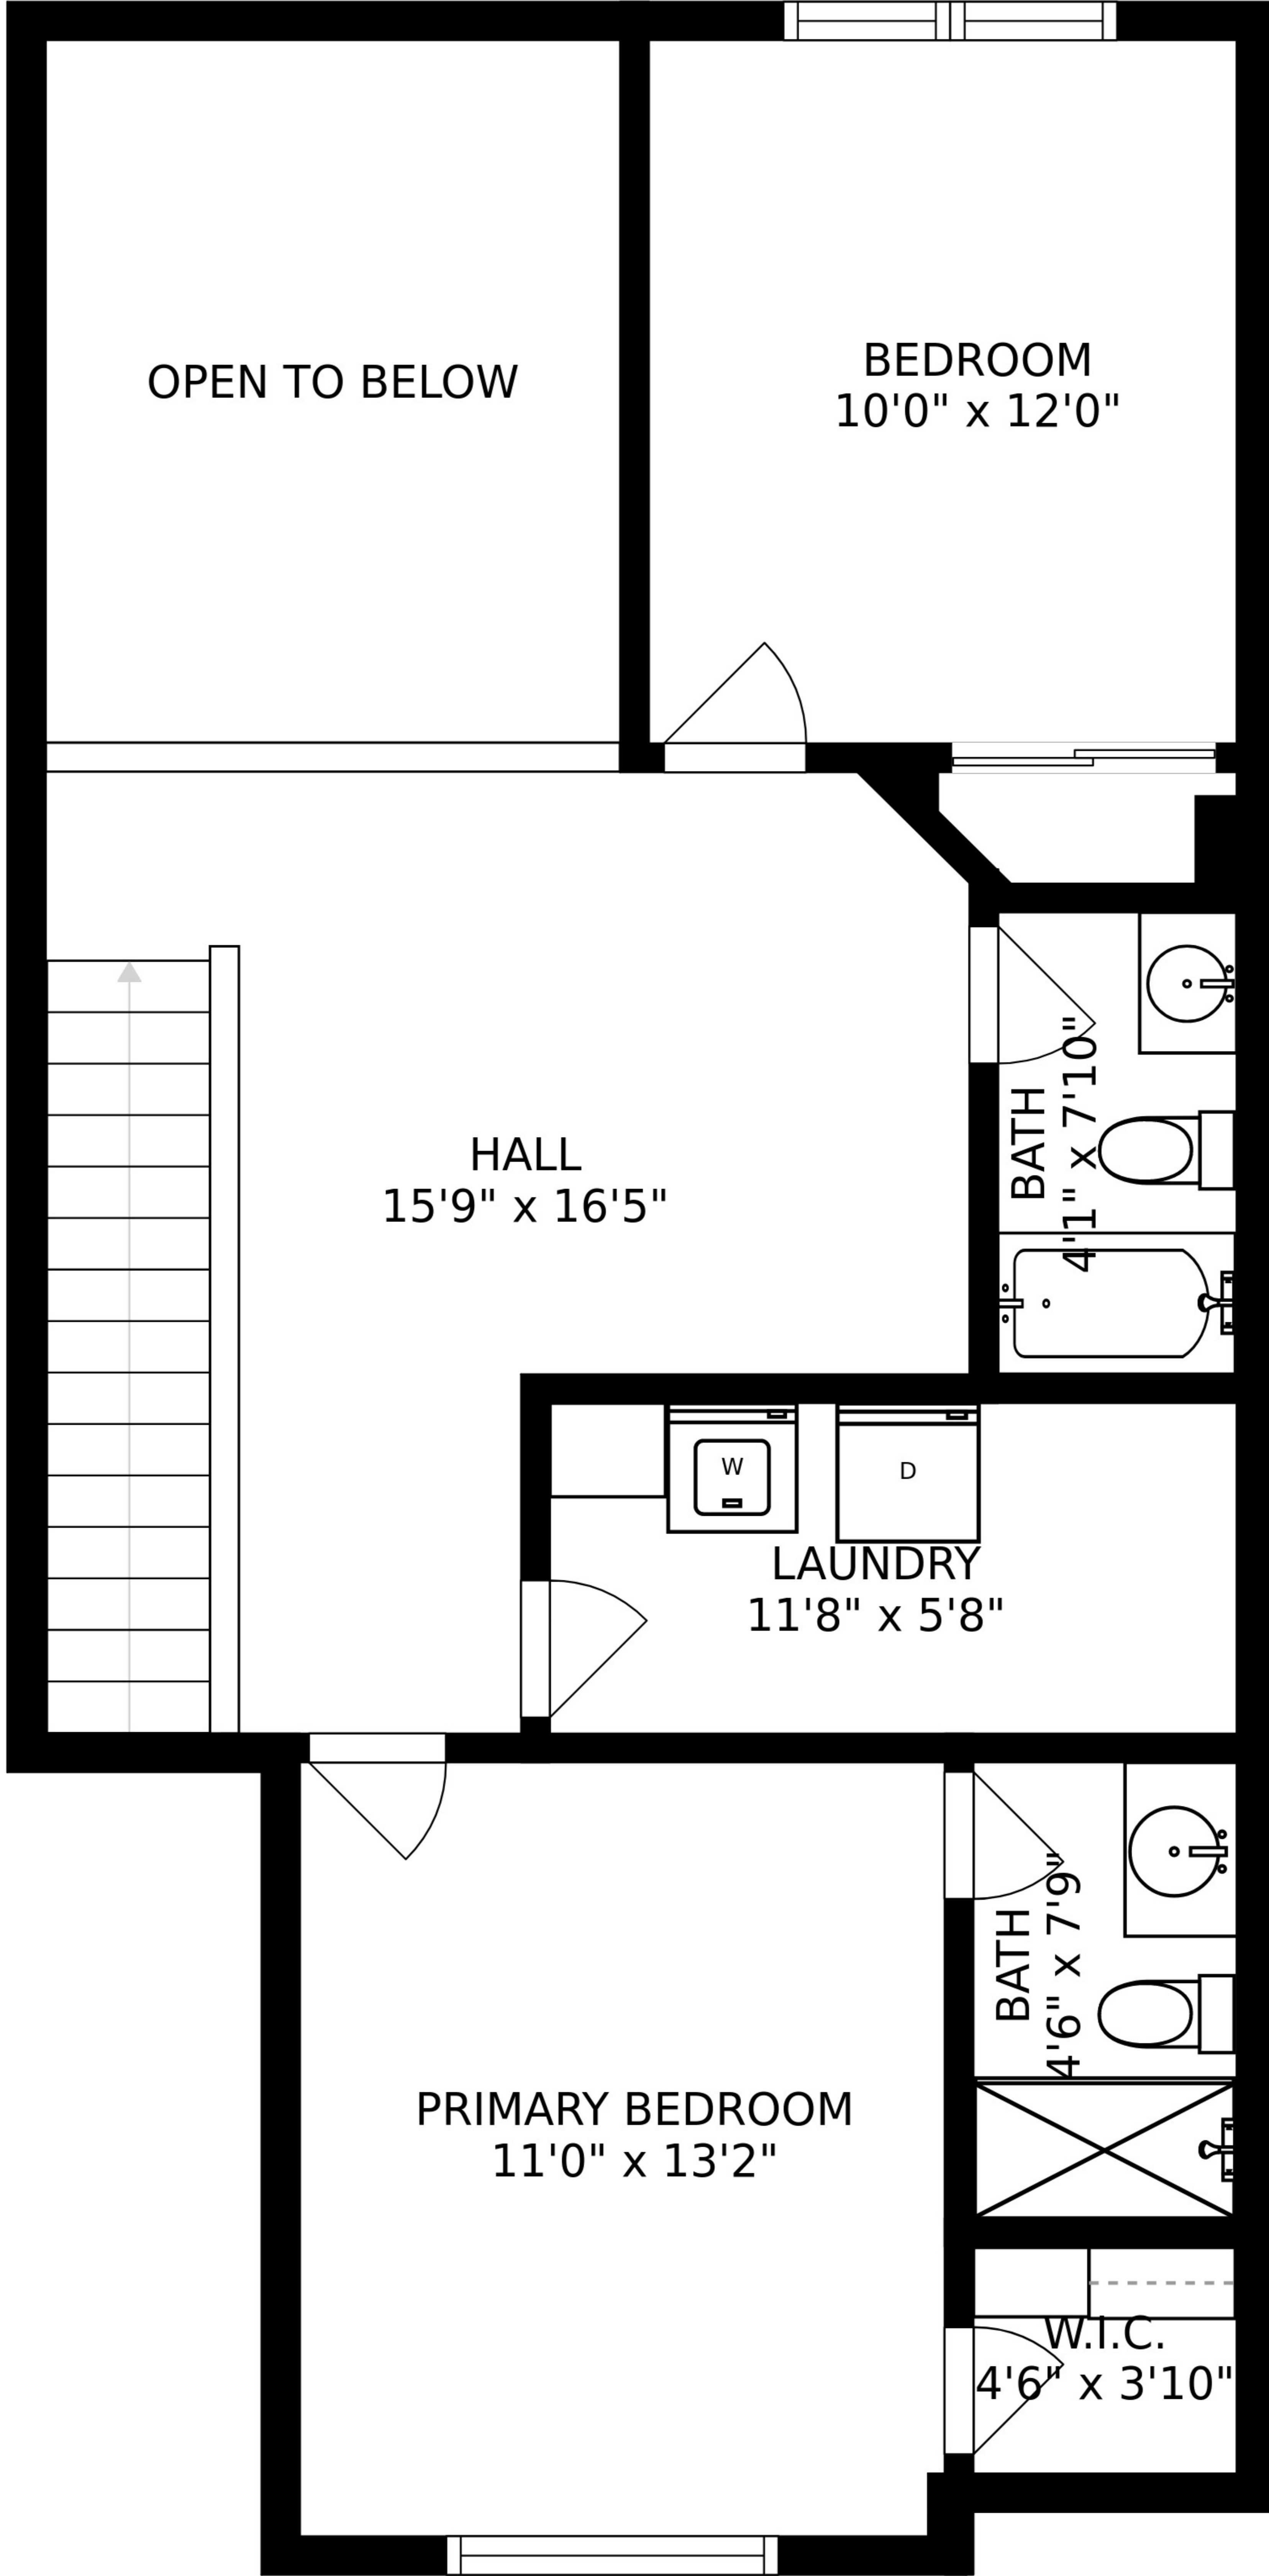 OPEN TO BELOW
BEDROOM
10'0" x 12'0"
HALL
15'9" x 16'5"
BATH
4'1" x 7'10"
W
D
LAUNDRY
11'8" x 5'8"
BATH
4'6" x 7'9"
PRIMARY BEDROOM
11'0" x 13'2"
W.I.C.
4'6" x 3'10"